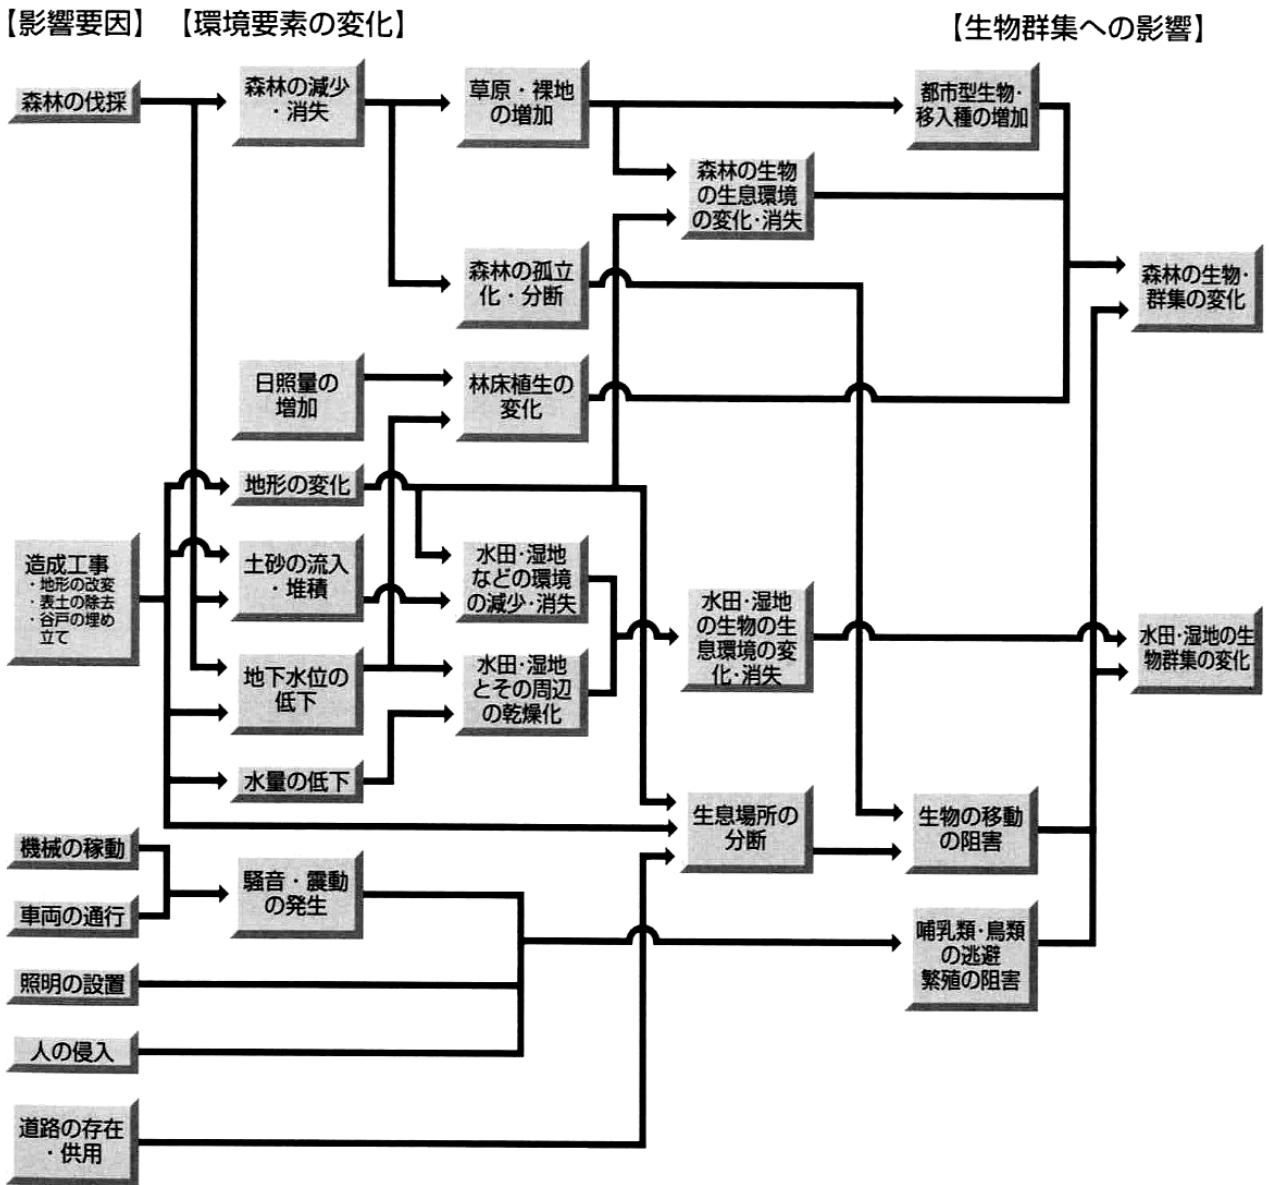 【影響要因】
【環境要素の変化】
【生物群集への影響】
森林の伐採
森林の減少
・消失
草原・裸地
の増加
都市型生物・
移入種の増加
森林の生物
の生息環境
の変化・消失
森林の孤立
化・分断
森林の生物・
群集の変化
日照量の
増加
林床植生の
変化
地形の変化
造成工事
・地形の改変
・表土の除去
・谷戸の埋め
立て
土砂の流入
・堆積
水田・湿地
などの環境
の減少・消失
水田・湿地
の生物の生
息環境の変
化・消失
水田・湿地の生
物群集の変化
地下水位の
低下
水田・湿地
とその周辺
の乾燥化
水量の低下
生息場所の
分断
生物の移動
の阻害
機械の稼動
車両の通行
騒音・震動
の発生
哺乳類・鳥類
の逃避
繁殖の阻害
照明の設置
人の侵入
道路の存在
・供用